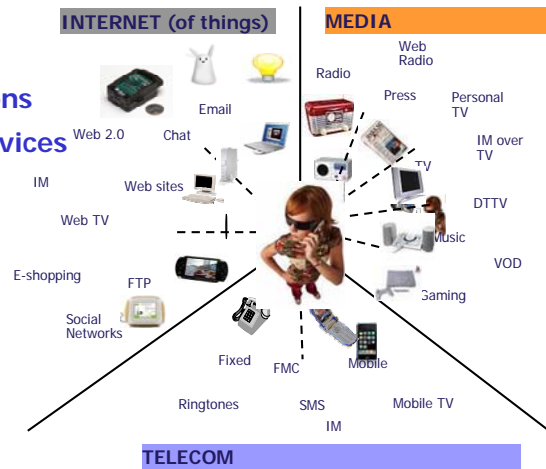 INTERNET (of things)
MEDIA
Web
Radio
Radio
Press
Personal
TV
ons
Email
vices
Web 2.0
Chat
IM over
TV
TV
IM
Web sites
DTTV
Web TV
Music
VOD
E-shopping
FTP
Gaming
Social
Networks
Fixed
FMC
Mobile
Ringtones
SMS
Mobile TV
IM
TELECOM